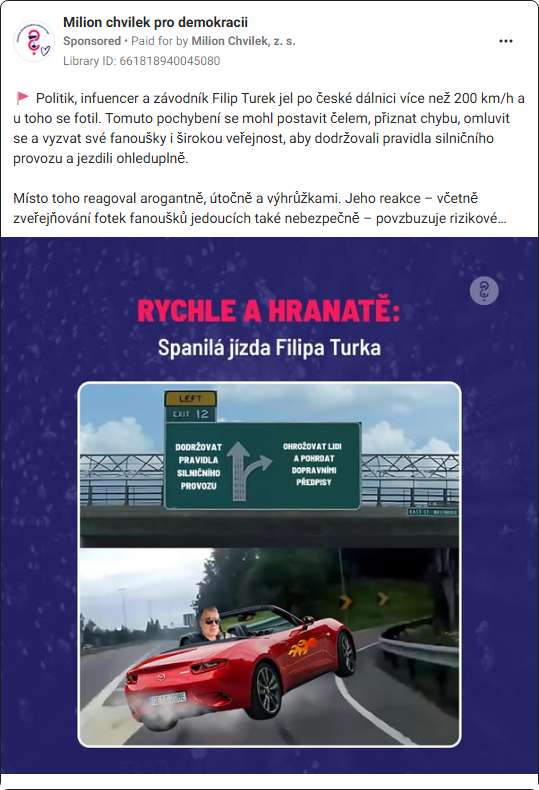 Milion chvilek pro demokracii
Sponsored • Paid for by Milion Chvilek, z. s.
Library ID: 661818940045080
🚩 Politik, infuencer a závodník Filip Turek jel po české dálnici více než 200 km/h a
u toho se fotil. Tomuto pochybení se mohl postavit čelem, přiznat chybu, omluvit
se a vyzvat své fanoušky i širokou veřejnost, aby dodržovali pravidla silničního
provozu a jezdili ohleduplně.
Místo toho reagoval arogantně, útočně a výhrůžkami. Jeho reakce – včetně
zveřejňování fotek fanoušků jedoucích také nebezpečně – povzbuzuje rizikové...
RYCHLE A HRANATĚ:
Spanilá jízda Filipa Turka
LEFT
EXIT 12
DODRŽOVAT
PRAVIDLA
SILNIČNÍHO
PROVOZU
OHROŽOVAT LIDI
A POHRDAT
DOPRAVNÍMI
PŘEDPISY